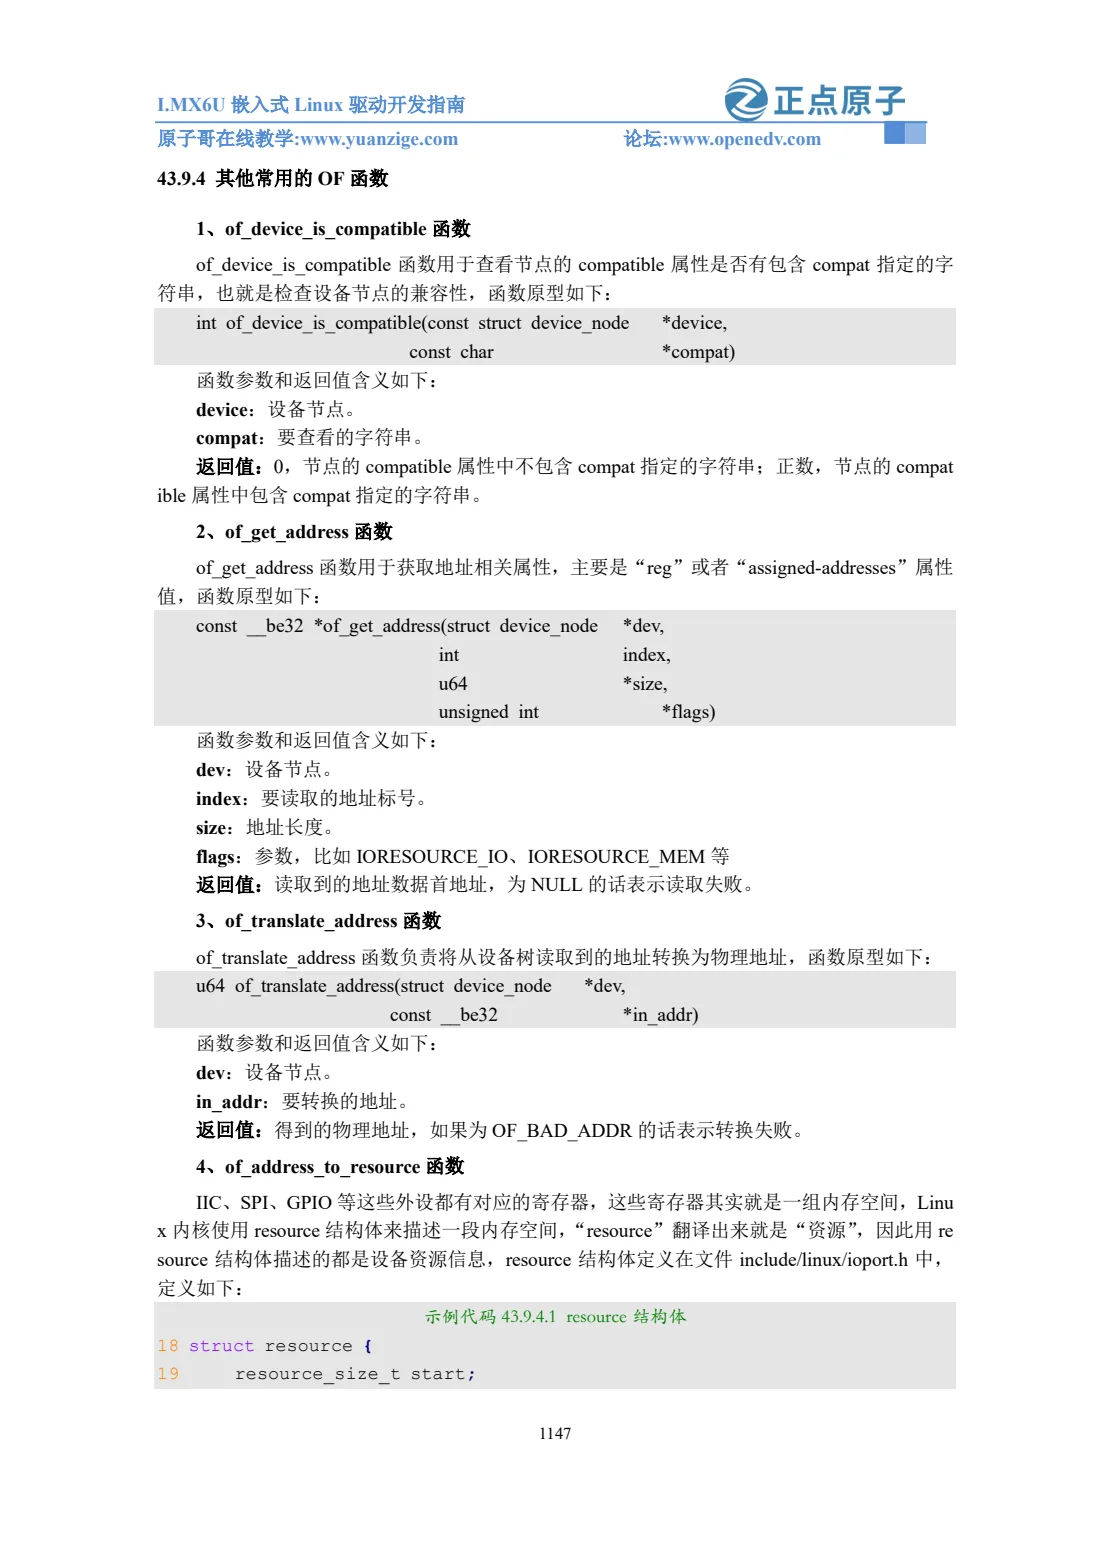 I.MX6U 嵌入式 Linux 驱动开发指南
正点原子
原子哥在线教学:www.yuanzige.com 论坛:www.openedv.com
43.9.4 其他常用的 OF 函数
1、of_device_is_compatible 函数
of_device_is_compatible 函数用于查看节点的 compatible 属性是否有包含 compat 指定的字
符串，也就是检查设备节点的兼容性，函数原型如下：
int of_device_is_compatible(const struct device_node *device,
const char *compat)
函数参数和返回值含义如下：
device：设备节点。
compat：要查看的字符串。
返回值：0，节点的 compatible 属性中不包含 compat 指定的字符串；正数，节点的 compat
ible 属性中包含 compat 指定的字符串。
2、of_get_address 函数
of_get_address 函数用于获取地址相关属性，主要是“reg”或者“assigned-addresses”属性
值，函数原型如下：
const __be32 *of_get_address(struct device_node *dev,
int index,
u64 *size,
unsigned int *flags)
函数参数和返回值含义如下：
dev：设备节点。
index：要读取的地址标号。
size：地址长度。
flags：参数，比如 IORESOURCE_IO、IORESOURCE_MEM 等
返回值：读取到的地址数据首地址，为 NULL 的话表示读取失败。
3、of_translate_address 函数
of_translate_address 函数负责将从设备树读取到的地址转换为物理地址，函数原型如下：
u64 of_translate_address(struct device_node *dev,
const __be32 *in_addr)
函数参数和返回值含义如下：
dev：设备节点。
in_addr：要转换的地址。
返回值：得到的物理地址，如果为 OF_BAD_ADDR 的话表示转换失败。
4、of_address_to_resource 函数
IIC、SPI、GPIO 等这些外设都有对应的寄存器，这些寄存器其实就是一组内存空间，Linu
x 内核使用 resource 结构体来描述一段内存空间，“resource”翻译出来就是“资源”，因此用 re
source 结构体描述的都是设备资源信息，resource 结构体定义在文件 include/linux/ioport.h 中，
定义如下：
示例代码 43.9.4.1 resource 结构体
18 struct resource {
19 resource_size_t start;
1147